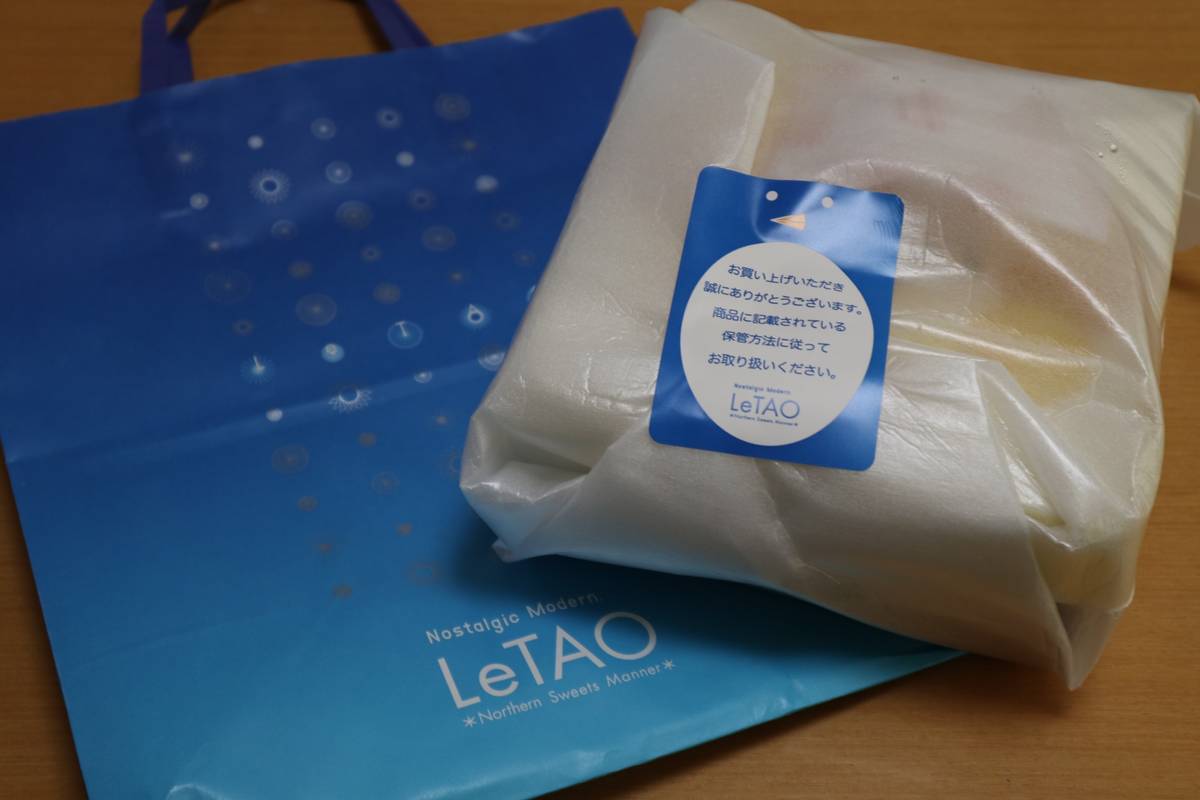 お買い上げいただき
誠にありがとうございます。
商品に記載されている
保管方法に従って
お取り扱いください。
Nostalgic Modern
LeTAO
*Northern Sweets Manner*
Nostalgic Modern.
LeTAO
*Northern Sweets Manner*